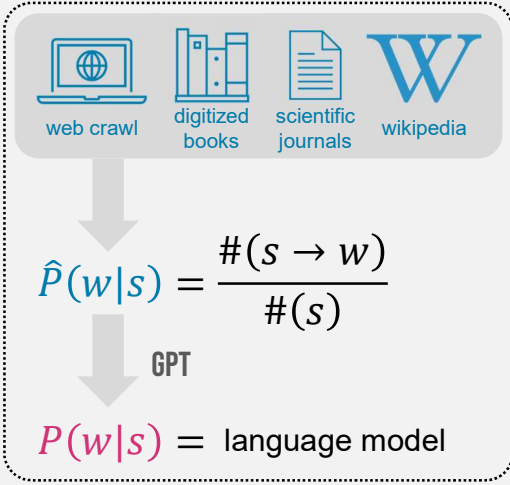 W
web crawl
digitized books
scientific journals
wikipedia
P̂(w|s) = #(s → w) / #(s)
GPT
P(w|s) = language model